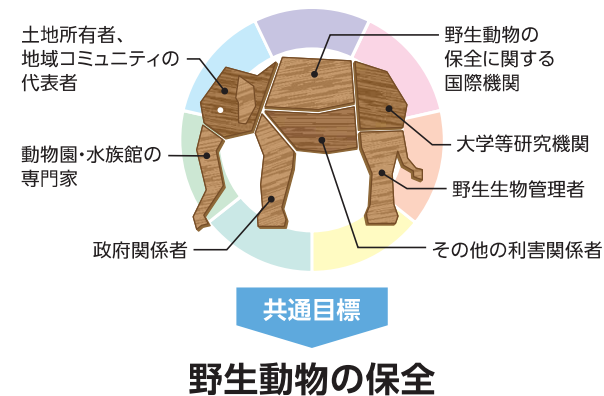 土地所有者、
地域コミュニティの
代表者
野生動物の
保全に関する
国際機関
大学等研究機関
動物園・水族館の
専門家
野生生物管理者
政府関係者
その他の利害関係者
共通目標
野生動物の保全